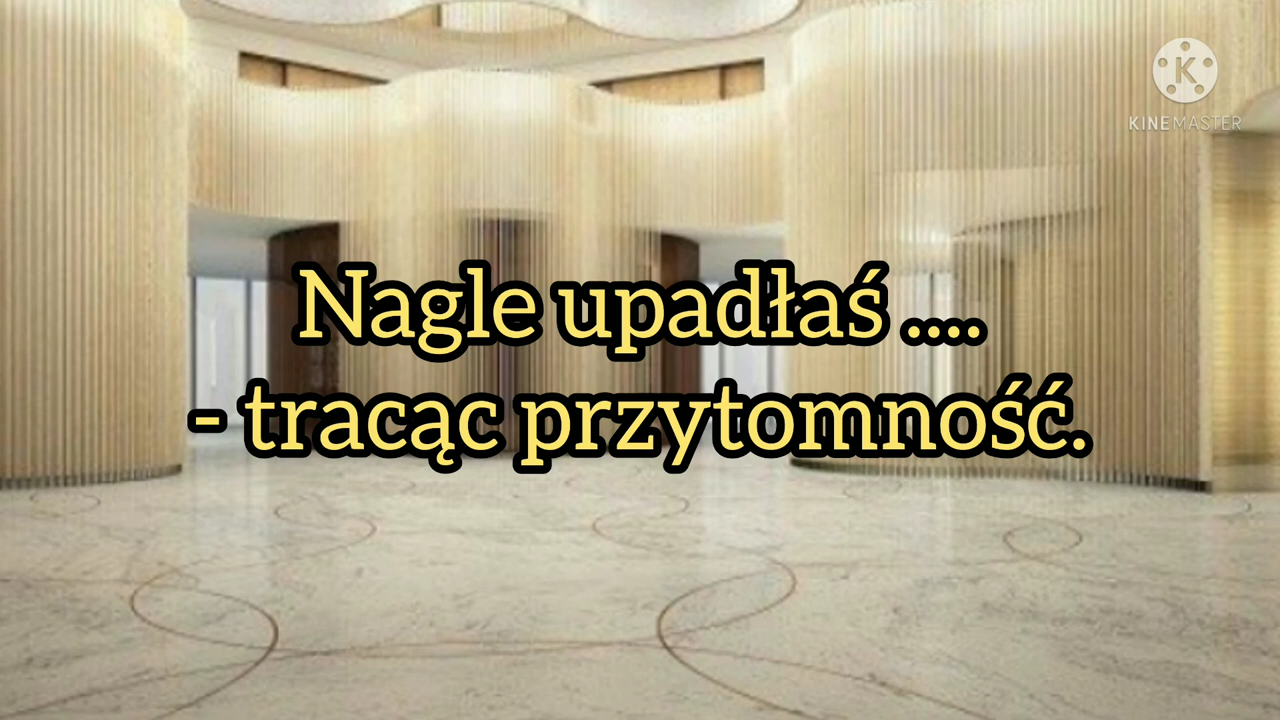 KINEMASTER
Nagle upadłaś ....
- tracąc przytomność.